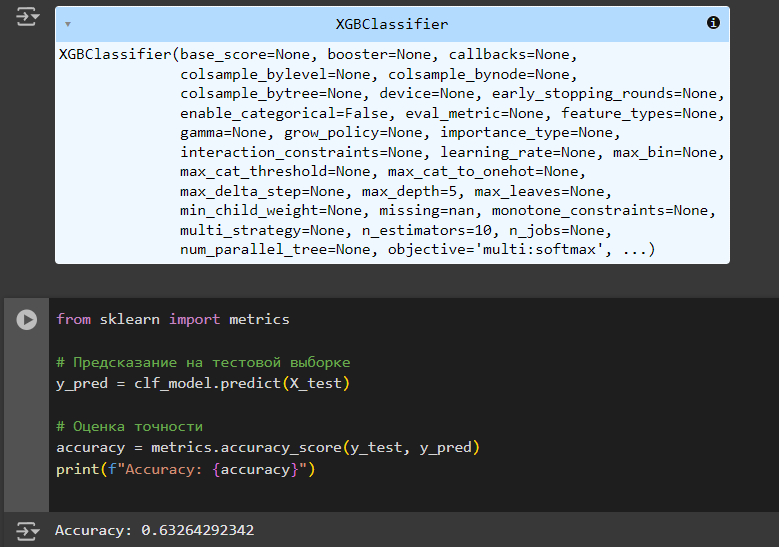 XGBClassifier
XGBClassifier(base_score=None, booster=None, callbacks=None,
colsample_bylevel=None, colsample_bynode=None,
colsample_bytree=None, device=None, early_stopping_rounds=None,
enable_categorical=False, eval_metric=None, feature_types=None,
gamma=None, grow_policy=None, importance_type=None,
interaction_constraints=None, learning_rate=None, max_bin=None,
max_cat_threshold=None, max_cat_to_onehot=None,
max_delta_step=None, max_depth=5, max_leaves=None,
min_child_weight=None, missing=nan, monotone_constraints=None,
multi_strategy=None, n_estimators=10, n_jobs=None,
num_parallel_tree=None, objective='multi:softmax', ...)
from sklearn import metrics
# Предсказание на тестовой выборке
y_pred = clf_model.predict(X_test)
# Оценка точности
accuracy = metrics.accuracy_score(y_test, y_pred)
print(f"Accuracy: {accuracy}")
Accuracy: 0.63264292342